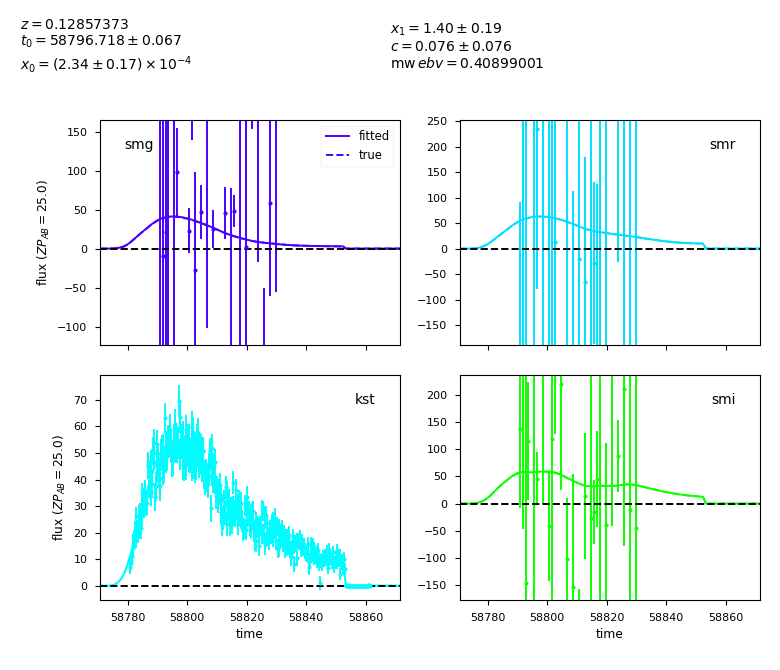 z = 0.12857373
t₀ = 58796.718 ± 0.067
x₀ = (2.34 ± 0.17) × 10⁻⁴
x₁ = 1.40 ± 0.19
c = 0.076 ± 0.076
mw ebv = 0.40899001
smg
fitted
true
150
100
50
0
−50
−100
flux (ZP_AB = 25.0)
smr
250
200
150
100
50
0
−50
−100
−150
kst
70
60
50
40
30
20
10
0
flux (ZP_AB = 25.0)
58780 58800 58820 58840 58860
time
smi
200
150
100
50
0
−50
−100
−150
58780 58800 58820 58840 58860
time